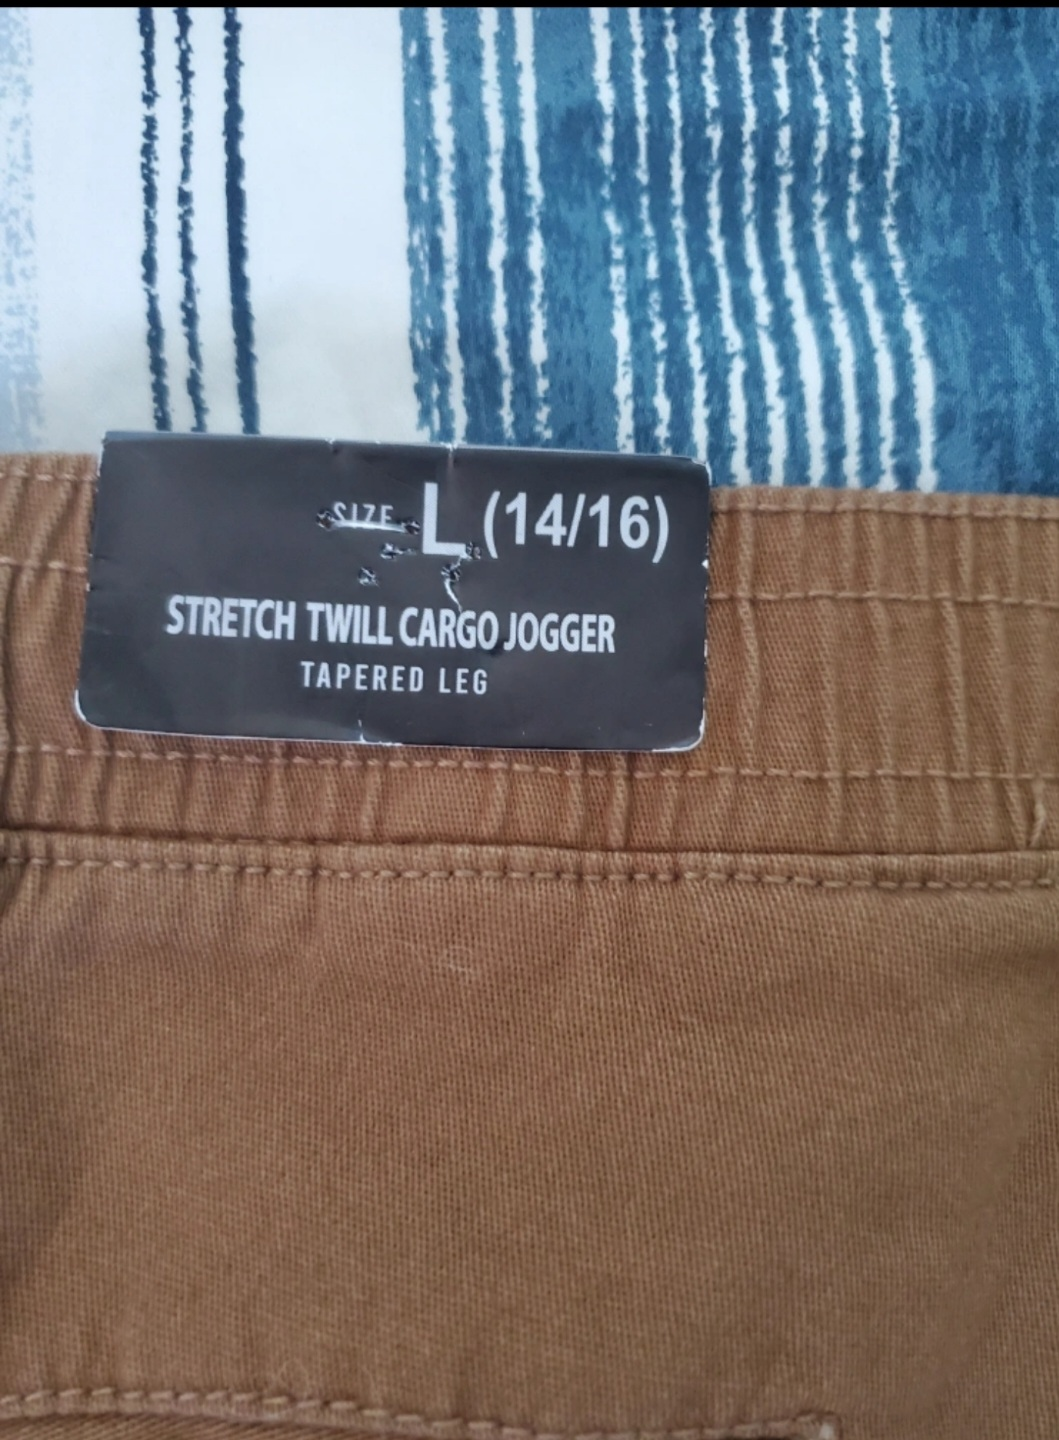 SIZE L (14/16)
STRETCH TWILL CARGO JOGGER
TAPERED LEG